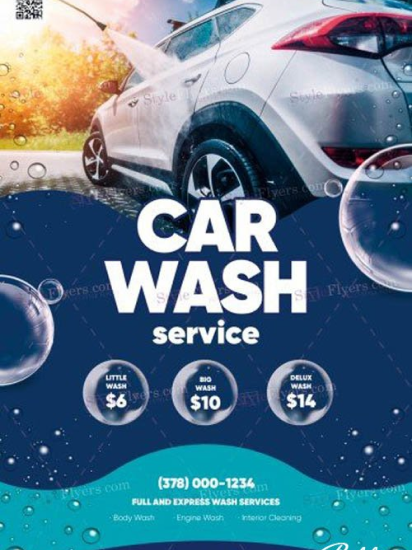 CAR
WASH
service
LITTLE
WASH
$6
BIG
WASH
$10
DELUX
WASH
$14
(378) 000-1234
FULL AND EXPRESS WASH SERVICES
· Body Wash · Engine Wash · Interior Cleaning